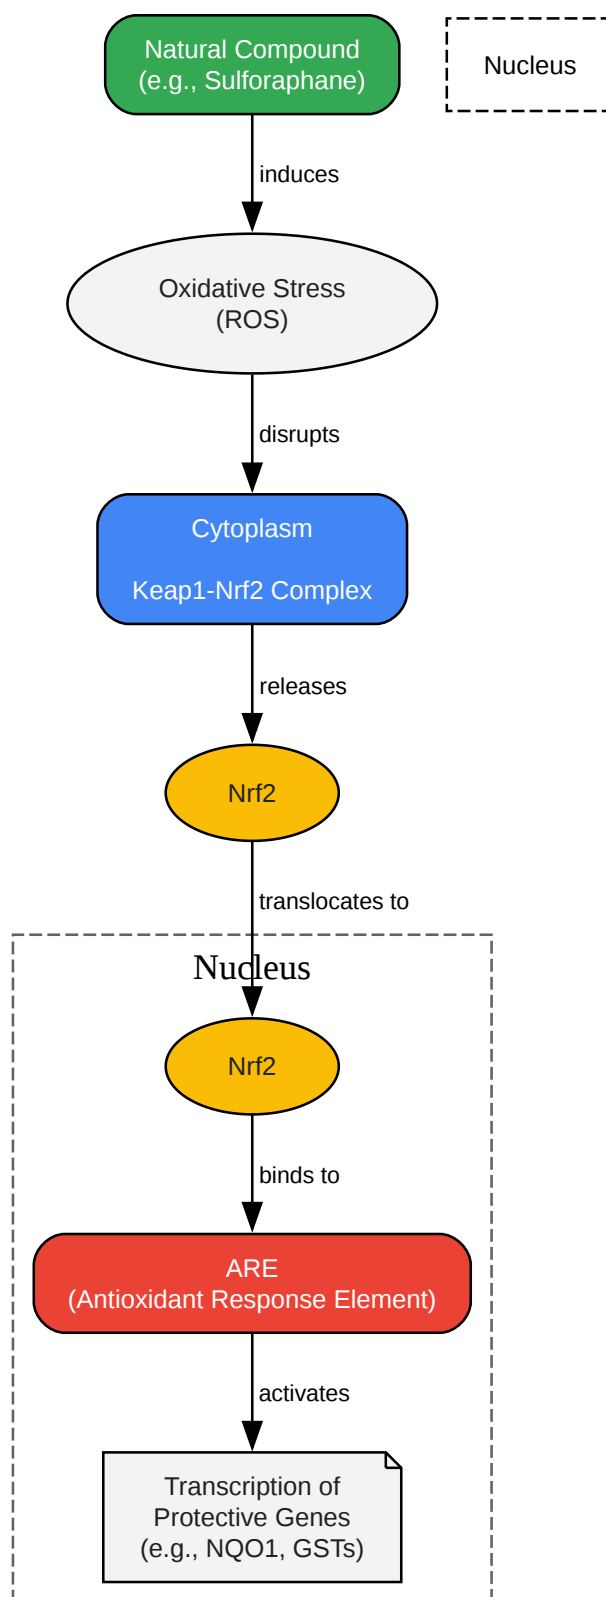 Natural Compound
(e.g., Sulforaphane)
Nucleus
induces
Oxidative Stress
(ROS)
disrupts
Cytoplasm
Keap1-Nrf2 Complex
releases
Nrf2
translocates to
Nucleus
Nrf2
binds to
ARE
(Antioxidant Response Element)
activates
Transcription of
Protective Genes
(e.g., NQO1, GSTs)